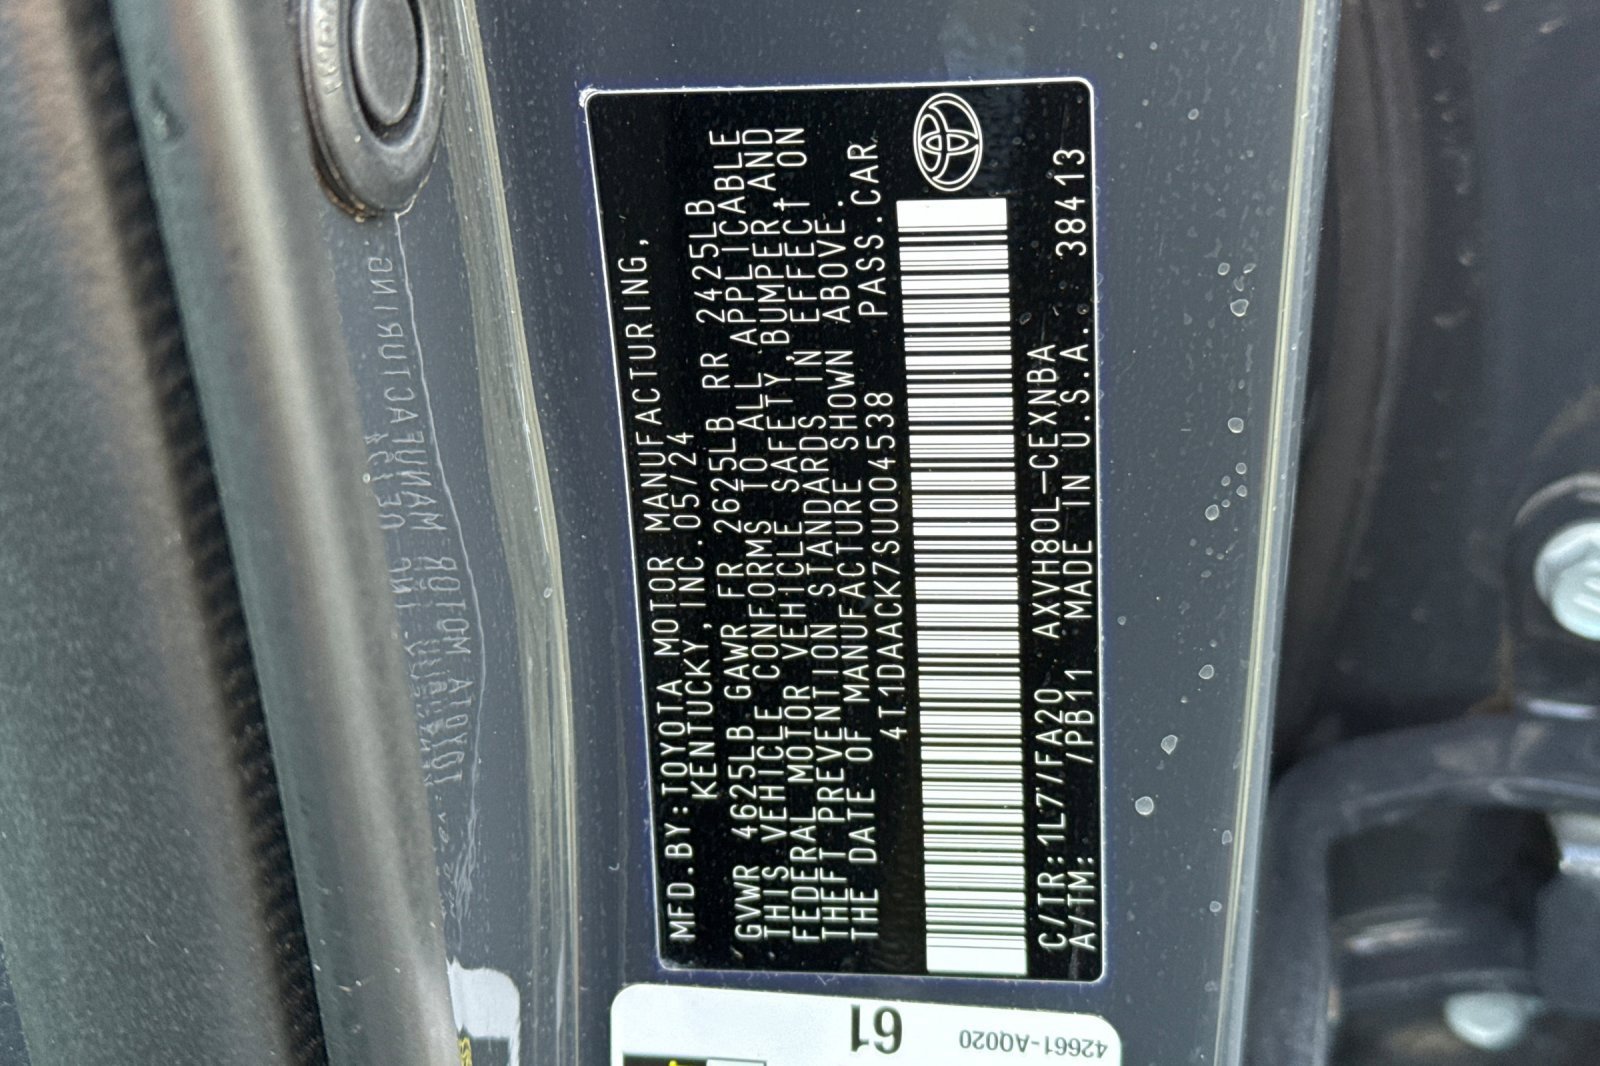 MFD.BY:TOYOTA MOTOR MANUFACTURING,
KENTUCKY,INC. 05/24
GVWR 4625LB GAWR FR 2625LB RR 2425LB
THIS VEHICLE CONFORMS TO ALL APPLICABLE
FEDERAL MOTOR VEHICLE SAFETY,BUMPER,AND
THEFT PREVENTION STANDARDS IN EFFECT ON
THE DATE OF MANUFACTURE SHOWN ABOVE.
4T1DAACK7SU004538 PASS.CAR
C/TR:1L7/FA20 AXVH80L-CEXNBA
A/TM: /PB11 MADE IN U.S.A. 38413
61
42661-AQ020